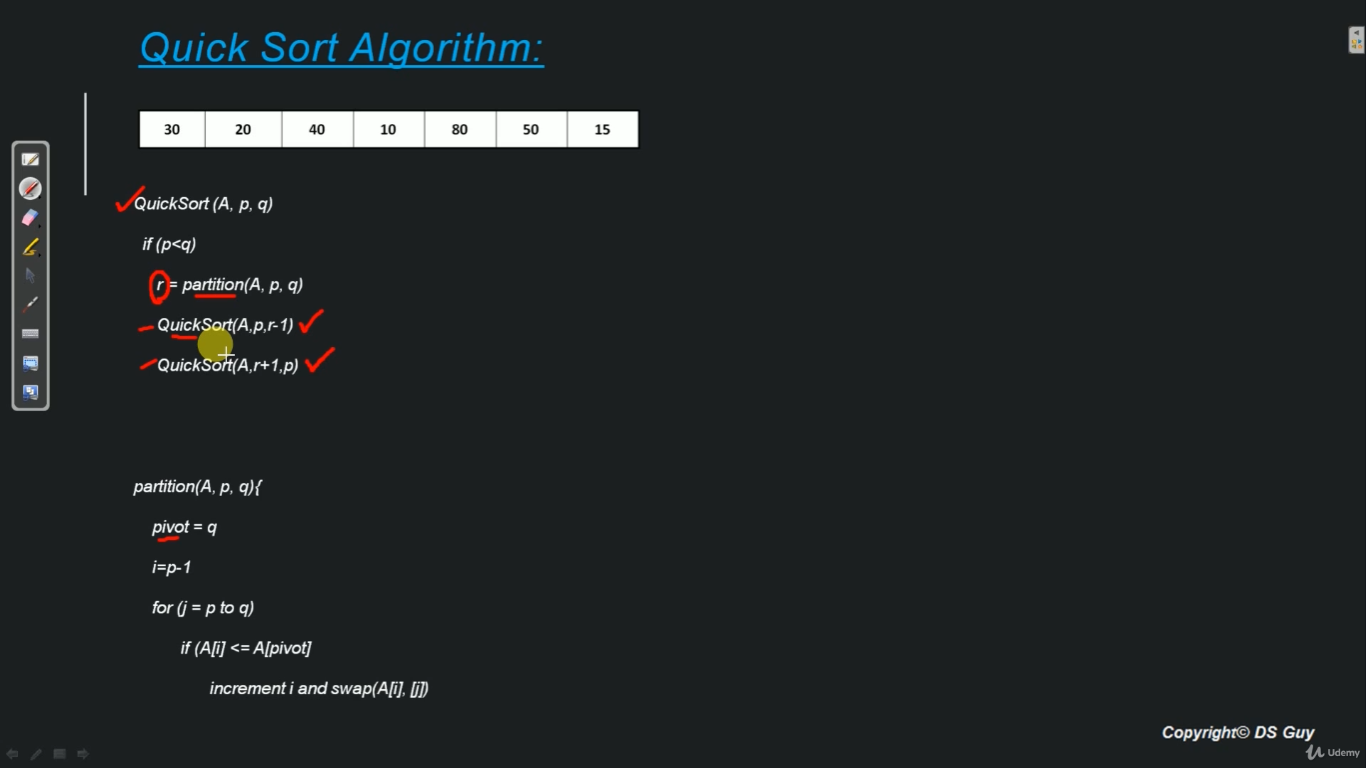 Quick Sort Algorithm:
30 20 40 10 80 50 15
QuickSort (A, p, q)
if (p<q)
r = partition(A, p, q)
QuickSort(A,p,r-1)
QuickSort(A,r+1,p)
partition(A, p, q){
pivot = q
i=p-1
for (j = p to q)
if (A[i] <= A[pivot]
increment i and swap(A[i], [j])
Copyright© DS Guy
Udemy